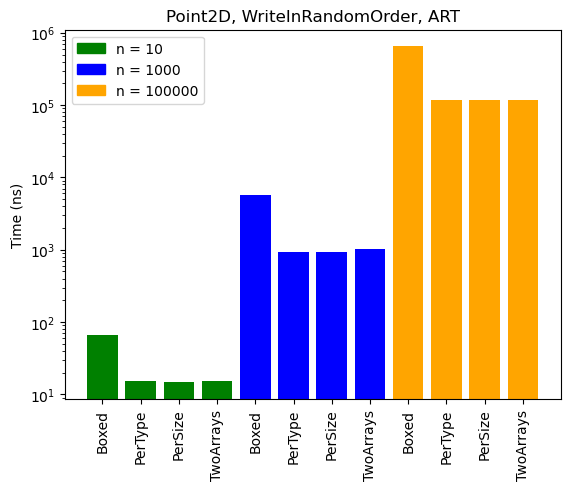 Point2D, WriteInRandomOrder, ART
n = 10
n = 1000
n = 100000
Time (ns)
10^6
10^5
10^4
10^3
10^2
10^1
Boxed
PerType
PerSize
TwoArrays
Boxed
PerType
PerSize
TwoArrays
Boxed
PerType
PerSize
TwoArrays